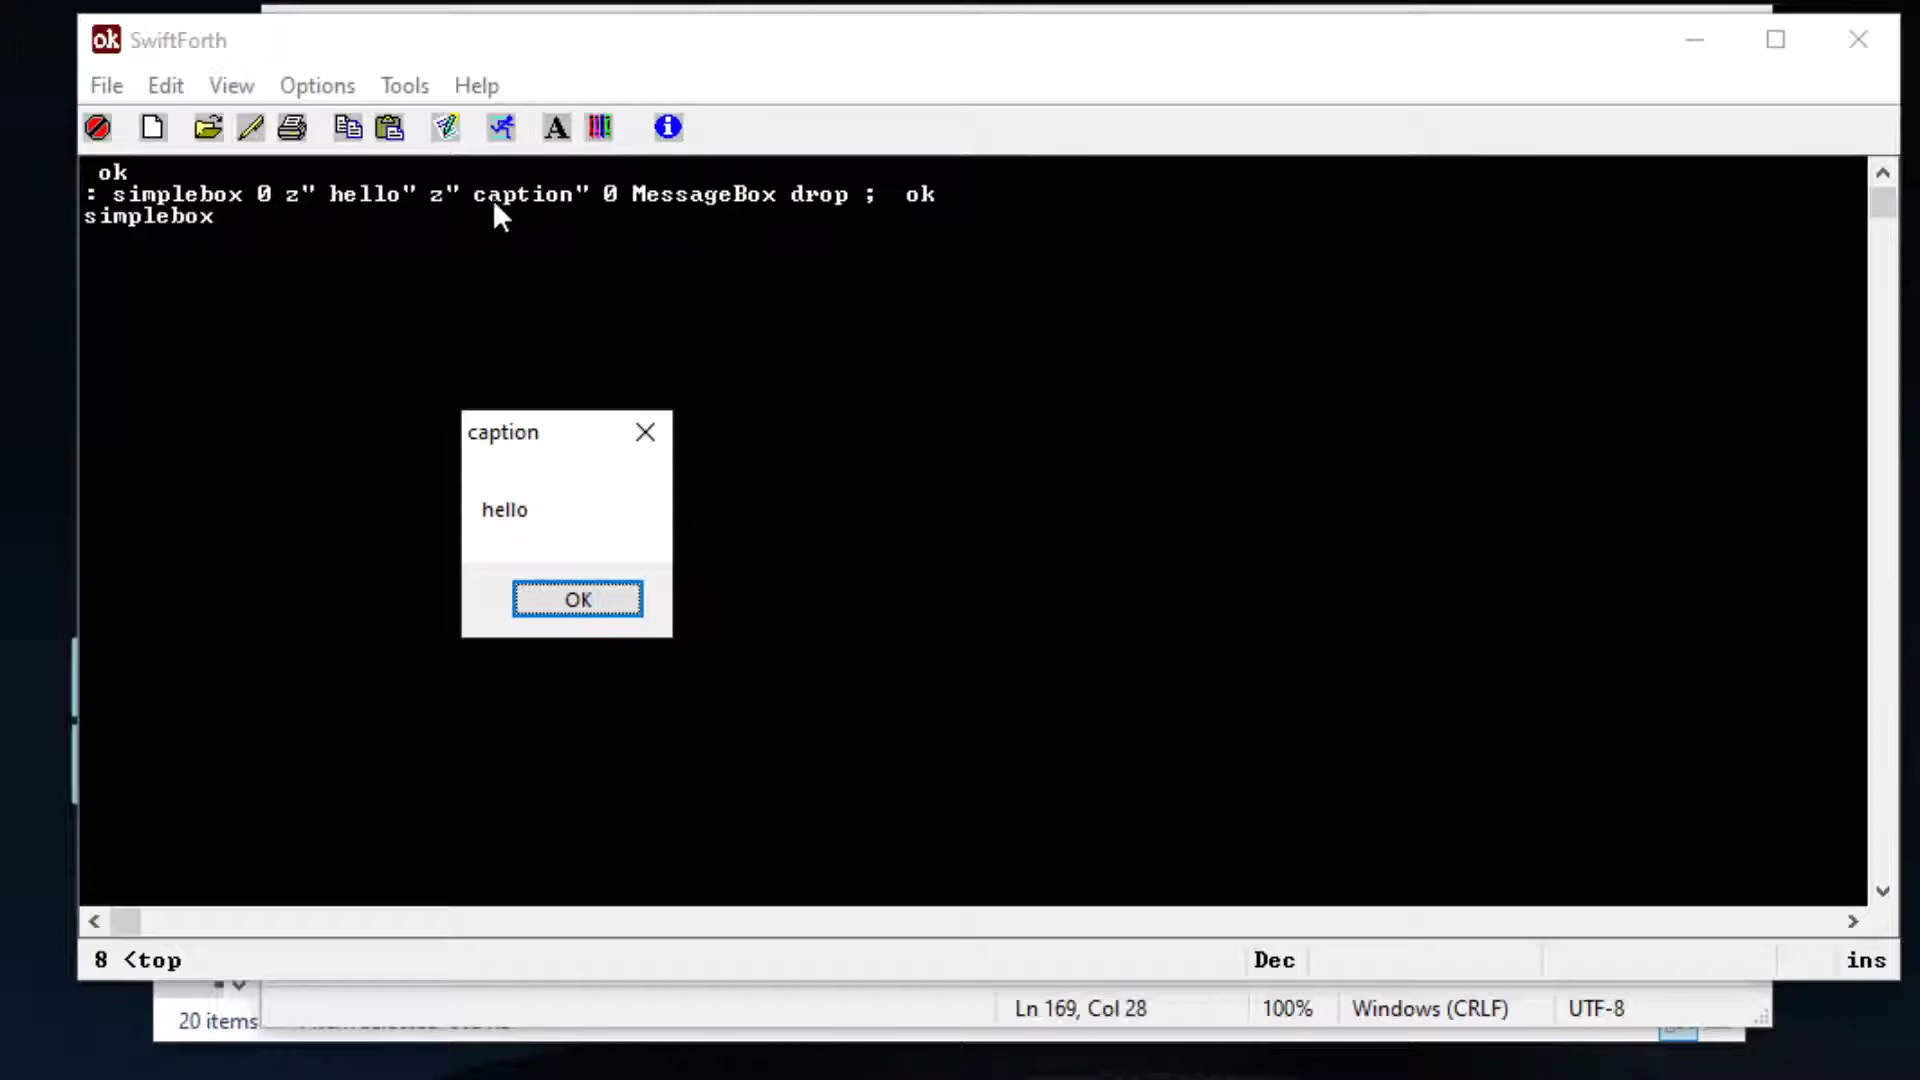 ok SwiftForth
File Edit View Options Tools Help
ok
: simplebox 0 z" hello" z" caption" 0 MessageBox drop ;  ok
simplebox
caption
hello
OK
8 <top Dec ins
Ln 169, Col 28 100% Windows (CRLF) UTF-8
20 items